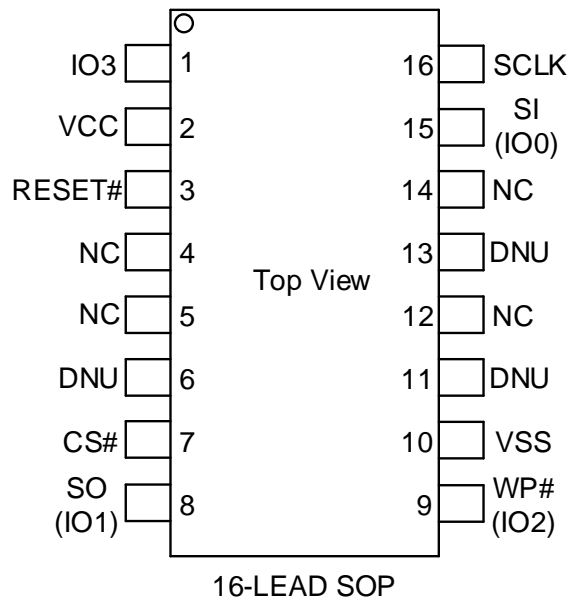 IO3 1 16 SCLK
VCC 2 15 SI
(IO0)
RESET# 3 14 NC
NC 4 13 DNU
Top View
NC 5 12 NC
DNU 6 11 DNU
CS# 7 10 VSS
SO
(IO1) 8 9 WP#
(IO2)
16-LEAD SOP